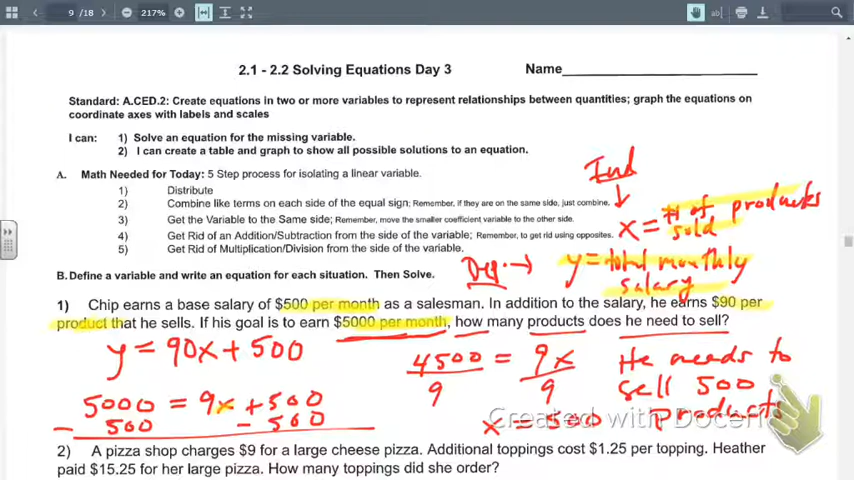 9 /18 217% ab|
2.1 - 2.2 Solving Equations Day 3 Name
Standard: A.CED.2: Create equations in two or more variables to represent relationships between quantities; graph the equations on
coordinate axes with labels and scales
I can: 1) Solve an equation for the missing variable.
2) I can create a table and graph to show all possible solutions to an equation.
A. Math Needed for Today: 5 Step process for isolating a linear variable.
1) Distribute
2) Combine like terms on each side of the equal sign; Remember, if they are on the same side, just combine.
3) Get the Variable to the Same side; Remember, move the smaller coefficient variable to the other side.
4) Get Rid of an Addition/Subtraction from the side of the variable; Remember, to get rid using opposites.
5) Get Rid of Multiplication/Division from the side of the variable.
Ind
x = # of products
sold
Dep → y = total monthly
salary
B. Define a variable and write an equation for each situation. Then Solve.
1) Chip earns a base salary of $500 per month as a salesman. In addition to the salary, he earns $90 per
product that he sells. If his goal is to earn $5000 per month, how many products does he need to sell?
y = 90x + 500
5000 = 9x + 500
- 500 - 500
4500 = 9x
9 9
x = 500
He needs to
sell 500
products
Created with Doceri
2) A pizza shop charges $9 for a large cheese pizza. Additional toppings cost $1.25 per topping. Heather
paid $15.25 for her large pizza. How many toppings did she order?